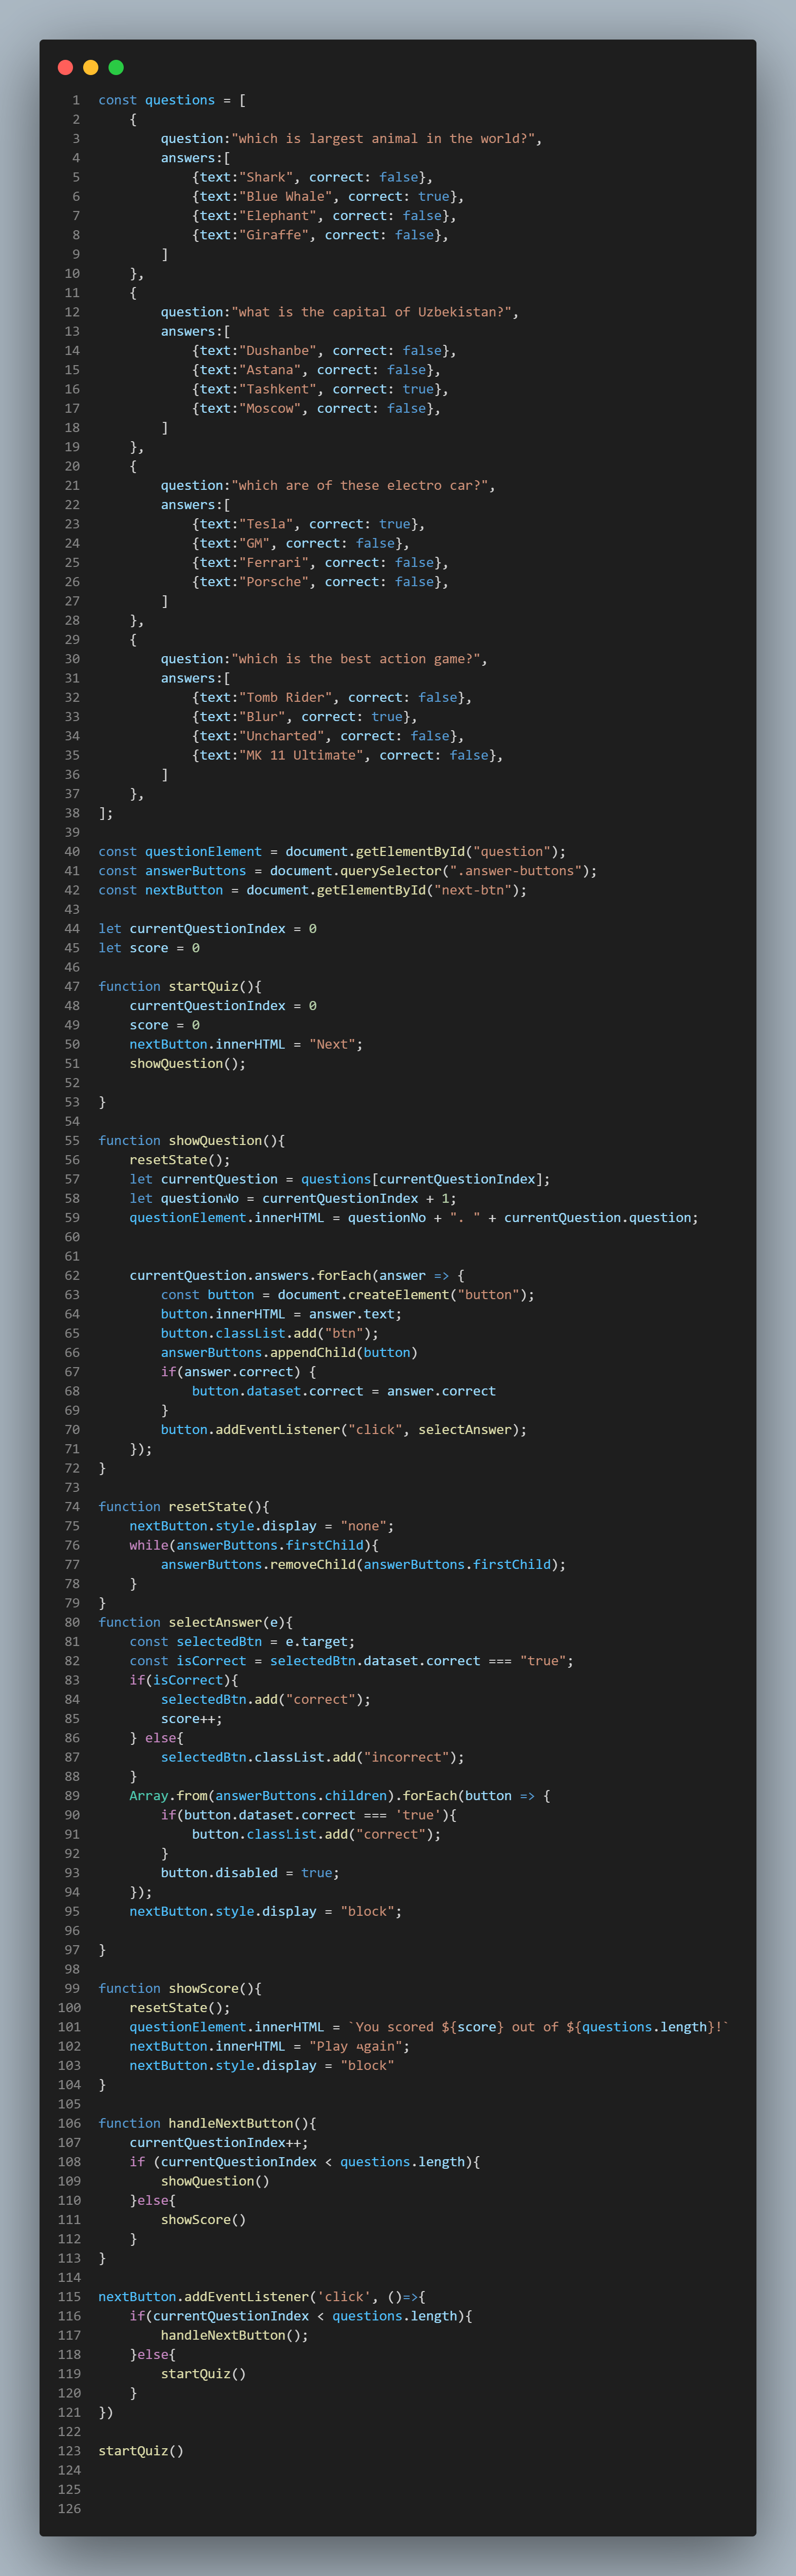 1 const questions = [
2     {
3         question:"which is largest animal in the world?",
4         answers:[
5             {text:"Shark", correct: false},
6             {text:"Blue Whale", correct: true},
7             {text:"Elephant", correct: false},
8             {text:"Giraffe", correct: false},
9         ]
10     },
11     {
12         question:"what is the capital of Uzbekistan?",
13         answers:[
14             {text:"Dushanbe", correct: false},
15             {text:"Astana", correct: false},
16             {text:"Tashkent", correct: true},
17             {text:"Moscow", correct: false},
18         ]
19     },
20     {
21         question:"which are of these electro car?",
22         answers:[
23             {text:"Tesla", correct: true},
24             {text:"GM", correct: false},
25             {text:"Ferrari", correct: false},
26             {text:"Porsche", correct: false},
27         ]
28     },
29     {
30         question:"which is the best action game?",
31         answers:[
32             {text:"Tomb Rider", correct: false},
33             {text:"Blur", correct: true},
34             {text:"Uncharted", correct: false},
35             {text:"MK 11 Ultimate", correct: false},
36         ]
37     },
38 ];
39
40 const questionElement = document.getElementById("question");
41 const answerButtons = document.querySelector(".answer-buttons");
42 const nextButton = document.getElementById("next-btn");
43
44 let currentQuestionIndex = 0
45 let score = 0
46
47 function startQuiz(){
48     currentQuestionIndex = 0
49     score = 0
50     nextButton.innerHTML = "Next";
51     showQuestion();
52
53 }
54
55 function showQuestion(){
56     resetState();
57     let currentQuestion = questions[currentQuestionIndex];
58     let questionNo = currentQuestionIndex + 1;
59     questionElement.innerHTML = questionNo + ". " + currentQuestion.question;
60
61
62     currentQuestion.answers.forEach(answer => {
63         const button = document.createElement("button");
64         button.innerHTML = answer.text;
65         button.classList.add("btn");
66         answerButtons.appendChild(button)
67         if(answer.correct) {
68             button.dataset.correct = answer.correct
69         }
70         button.addEventListener("click", selectAnswer);
71     });
72 }
73
74 function resetState(){
75     nextButton.style.display = "none";
76     while(answerButtons.firstChild){
77         answerButtons.removeChild(answerButtons.firstChild);
78     }
79 }
80 function selectAnswer(e){
81     const selectedBtn = e.target;
82     const isCorrect = selectedBtn.dataset.correct === "true";
83     if(isCorrect){
84         selectedBtn.add("correct");
85         score++;
86     } else{
87         selectedBtn.classList.add("incorrect");
88     }
89     Array.from(answerButtons.children).forEach(button => {
90         if(button.dataset.correct === 'true'){
91             button.classList.add("correct");
92         }
93         button.disabled = true;
94     });
95     nextButton.style.display = "block";
96
97 }
98
99 function showScore(){
100     resetState();
101     questionElement.innerHTML = `You scored ${score} out of ${questions.length}!`
102     nextButton.innerHTML = "Play Again";
103     nextButton.style.display = "block"
104 }
105
106 function handleNextButton(){
107     currentQuestionIndex++;
108     if (currentQuestionIndex < questions.length){
109         showQuestion()
110     }else{
111         showScore()
112     }
113 }
114
115 nextButton.addEventListener('click', ()=>{
116     if(currentQuestionIndex < questions.length){
117         handleNextButton();
118     }else{
119         startQuiz()
120     }
121 })
122
123 startQuiz()
124
125
126